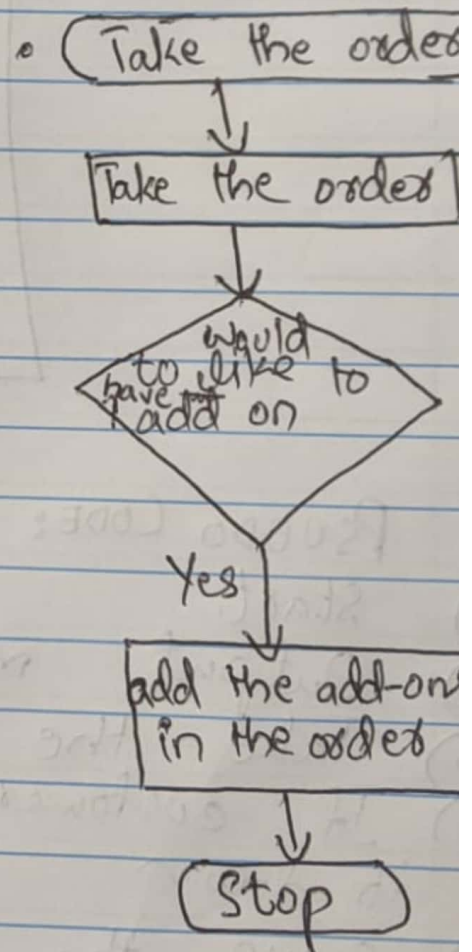 Take the order
Take the order
would
to like to
have
add on
Yes
add the add-on
in the order
Stop